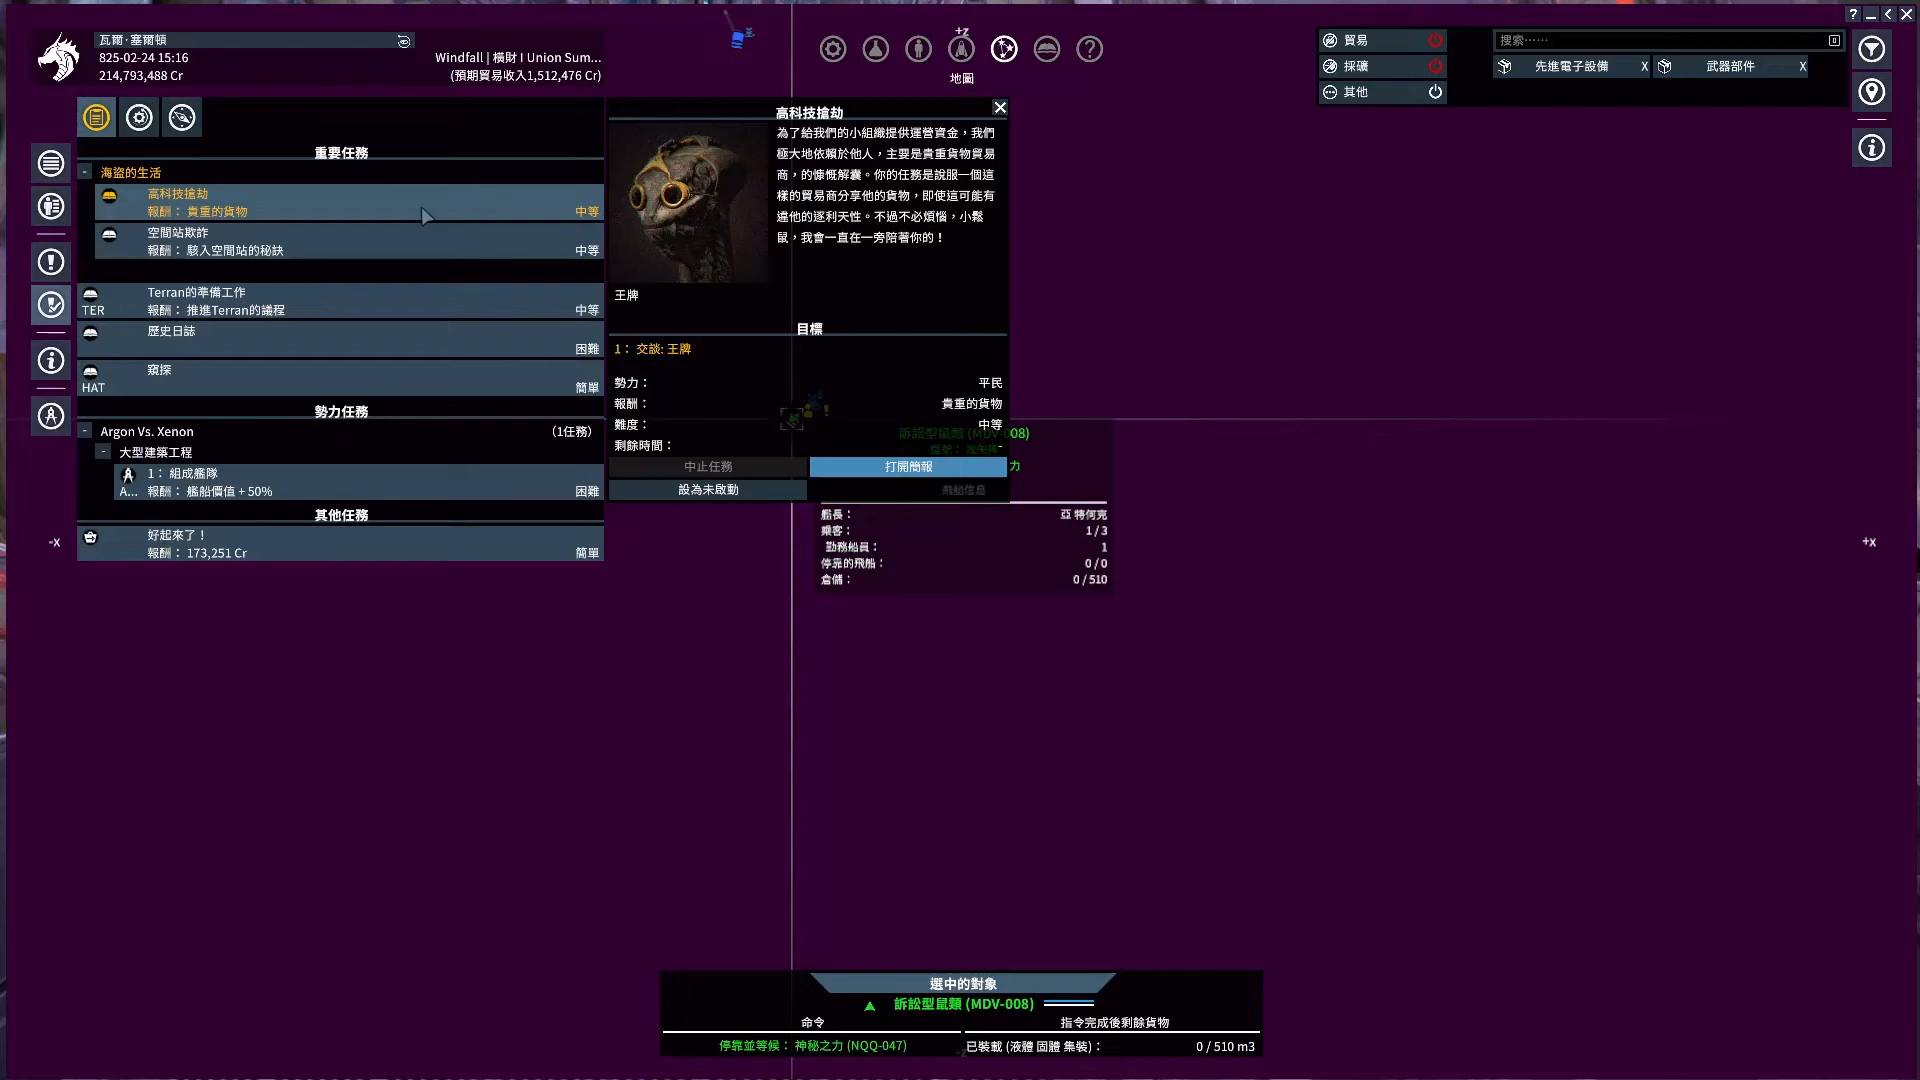 瓦爾·塞爾頓
825-02-24 15:16
214,793,488 Cr
Windfall | 橫財 I Union Sum...
(預期貿易收入1,512,476 Cr)
+Z
地圖
貿易
採礦
其他
搜索……
先進電子設備 X
武器部件 X
重要任務
- 海盜的生活
高科技搶劫
報酬： 貴重的貨物 中等
空間站欺詐
報酬： 駭入空間站的秘訣 中等
Terran的準備工作
TER 報酬： 推進Terran的議程 中等
歷史日誌
困難
窺探
HAT 簡單
勢力任務
- Argon Vs. Xenon （1任務）
- 大型建築工程
1： 組成艦隊
A... 報酬： 艦船價值 + 50% 困難
其他任務
好起來了！
報酬： 173,251 Cr 簡單
高科技搶劫
為了給我們的小組織提供運營資金，我們
極大地依賴於他人，主要是貴重貨物貿易
商，的慷慨解囊。你的任務是說服一個這
樣的貿易商分享他的貨物，即使這可能有
違他的逐利天性。不過不必煩惱，小鬆
鼠，我會一直在一旁陪著你的！
王牌
目標
1： 交談: 王牌
勢力： 平民
報酬： 貴重的貨物
難度： 中等
剩餘時間： -
中止任務
打開簡報
設為未啟動
訴訟型鼠類 (MDV-008)
力
飛船信息
艦長： 亞 特何克
乘客： 1 / 3
勤務船員： 1
停靠的飛船： 0 / 0
倉儲： 0 / 510
-X
+X
選中的對象
訴訟型鼠類 (MDV-008)
命令
指令完成後剩餘貨物
停靠並等候： 神秘之力 (NQQ-047)
-Z
已裝載 (液體 固體 集裝)： 0 / 510 m3